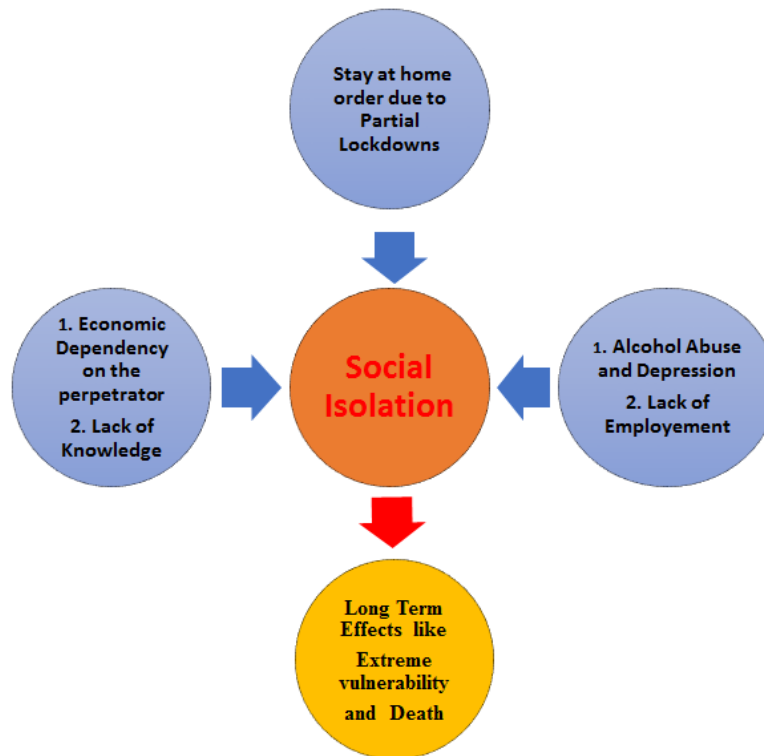 Stay at home
order due to
Partial
Lockdowns
1. Economic
Dependency
on the
perpetrator
2. Lack of
Knowledge
Social
Isolation
1. Alcohol Abuse
and Depression
2. Lack of
Employement
Long Term
Effects like
Extreme
vulnerability
and Death